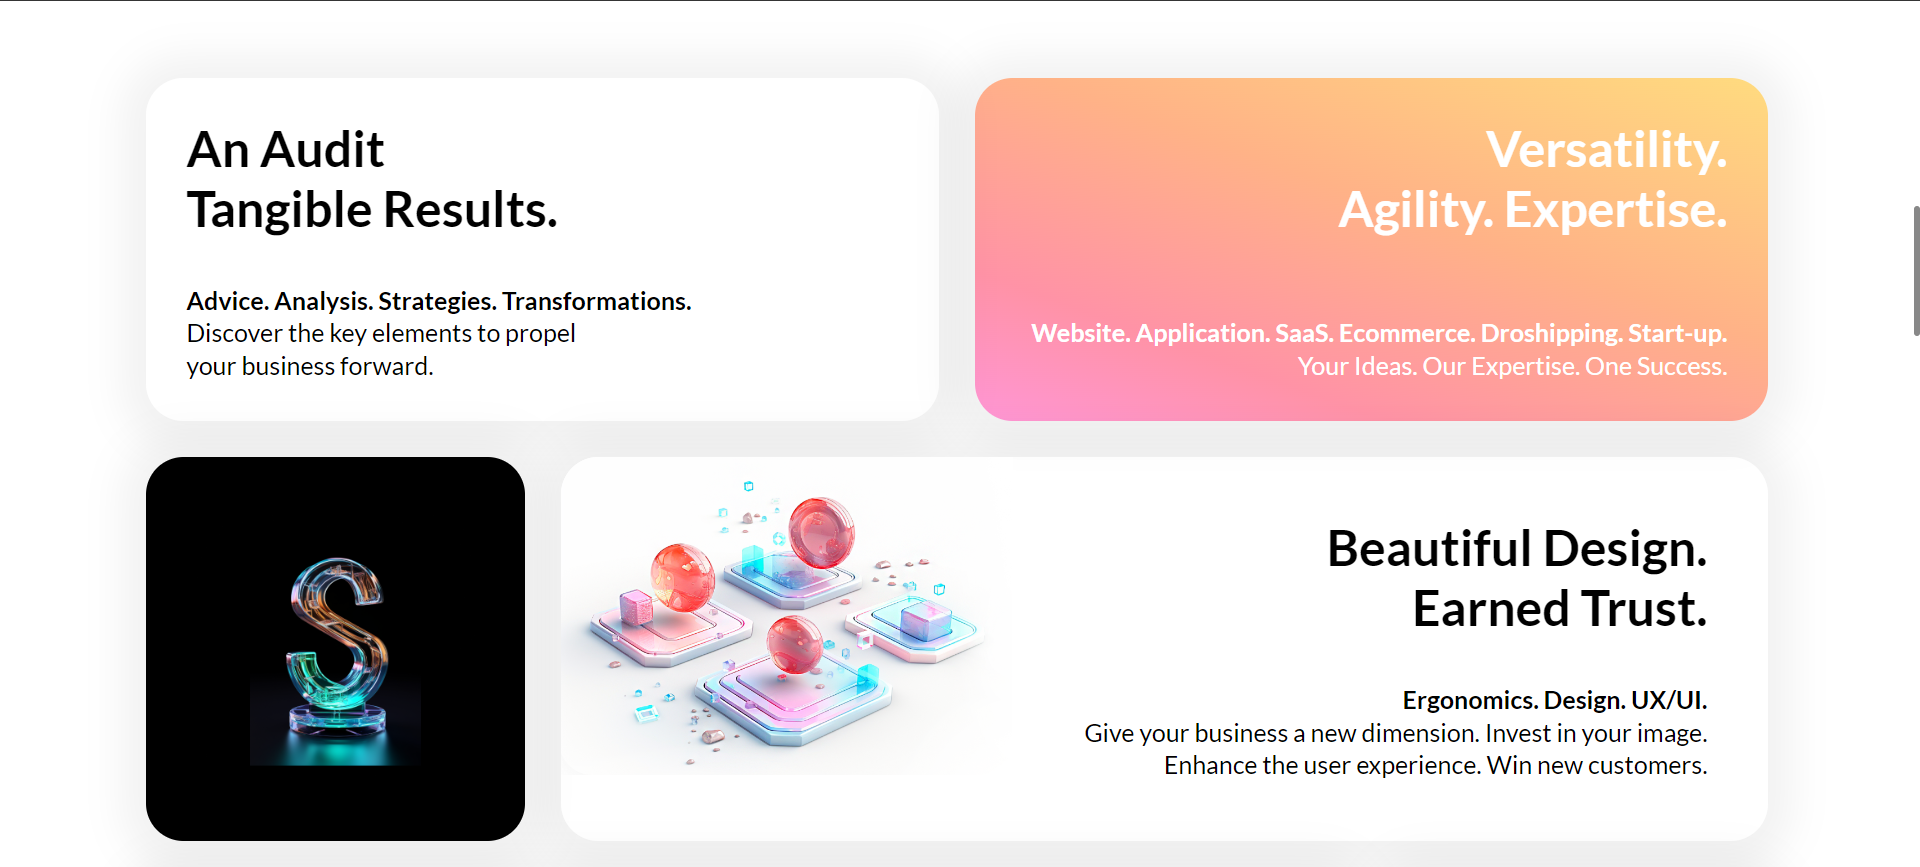 An Audit
Tangible Results.
Advice. Analysis. Strategies. Transformations.
Discover the key elements to propel
your business forward.
Versatility.
Agility. Expertise.
Website. Application. SaaS. Ecommerce. Droshipping. Start-up.
Your Ideas. Our Expertise. One Success.
S
Beautiful Design.
Earned Trust.
Ergonomics. Design. UX/UI.
Give your business a new dimension. Invest in your image.
Enhance the user experience. Win new customers.